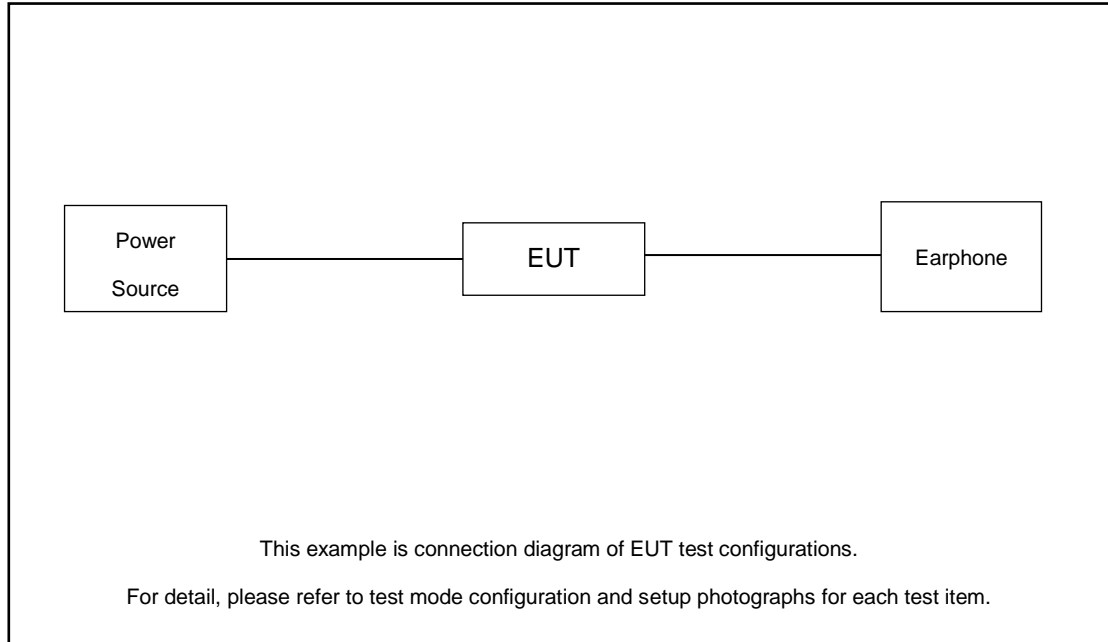 Power
Source
EUT
Earphone
This example is connection diagram of EUT test configurations.
For detail, please refer to test mode configuration and setup photographs for each test item.